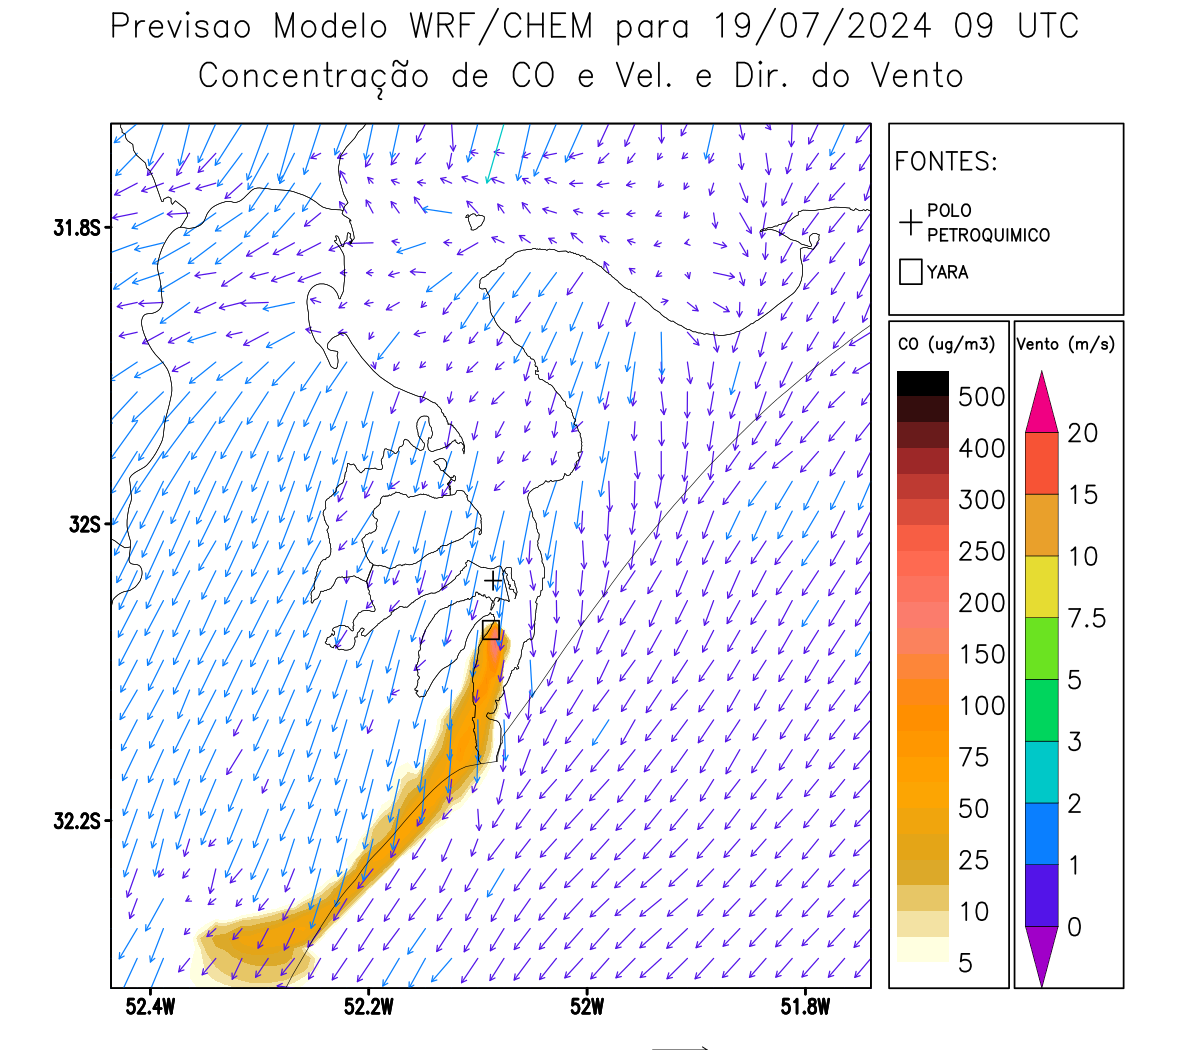 Previsao Modelo WRF/CHEM para 19/07/2024 09 UTC
Concentração de CO e Vel. e Dir. do Vento
FONTES:
POLO
PETROQUIMICO
YARA
31.8S
32S
32.2S
52.4W
52.2W
52W
51.8W
CO (ug/m3)
500
400
300
250
200
150
100
75
50
25
10
5
Vento (m/s)
20
15
10
7.5
5
3
2
1
0